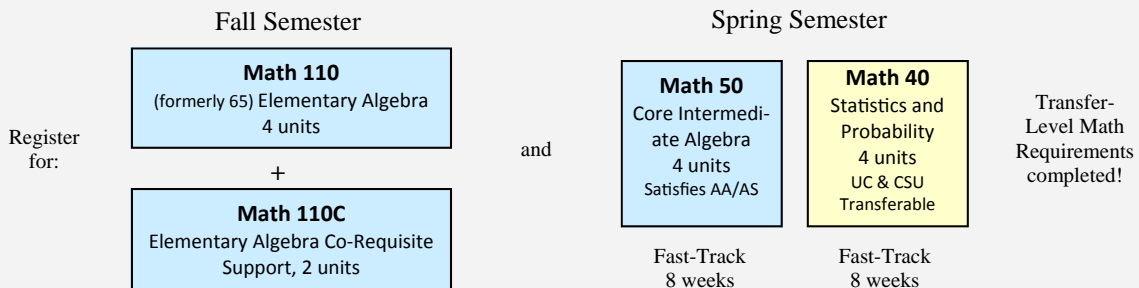 Fall Semester
Spring Semester
Register
for:
Math 110
(formerly 65) Elementary Algebra
4 units
+
Math 110C
Elementary Algebra Co-Requisite
Support, 2 units
and
Math 50
Core Intermedi-
ate Algebra
4 units
Satisfies AA/AS
Fast-Track
8 weeks
Math 40
Statistics and
Probability
4 units
UC & CSU
Transferable
Fast-Track
8 weeks
Transfer-
Level Math
Requirements
completed!